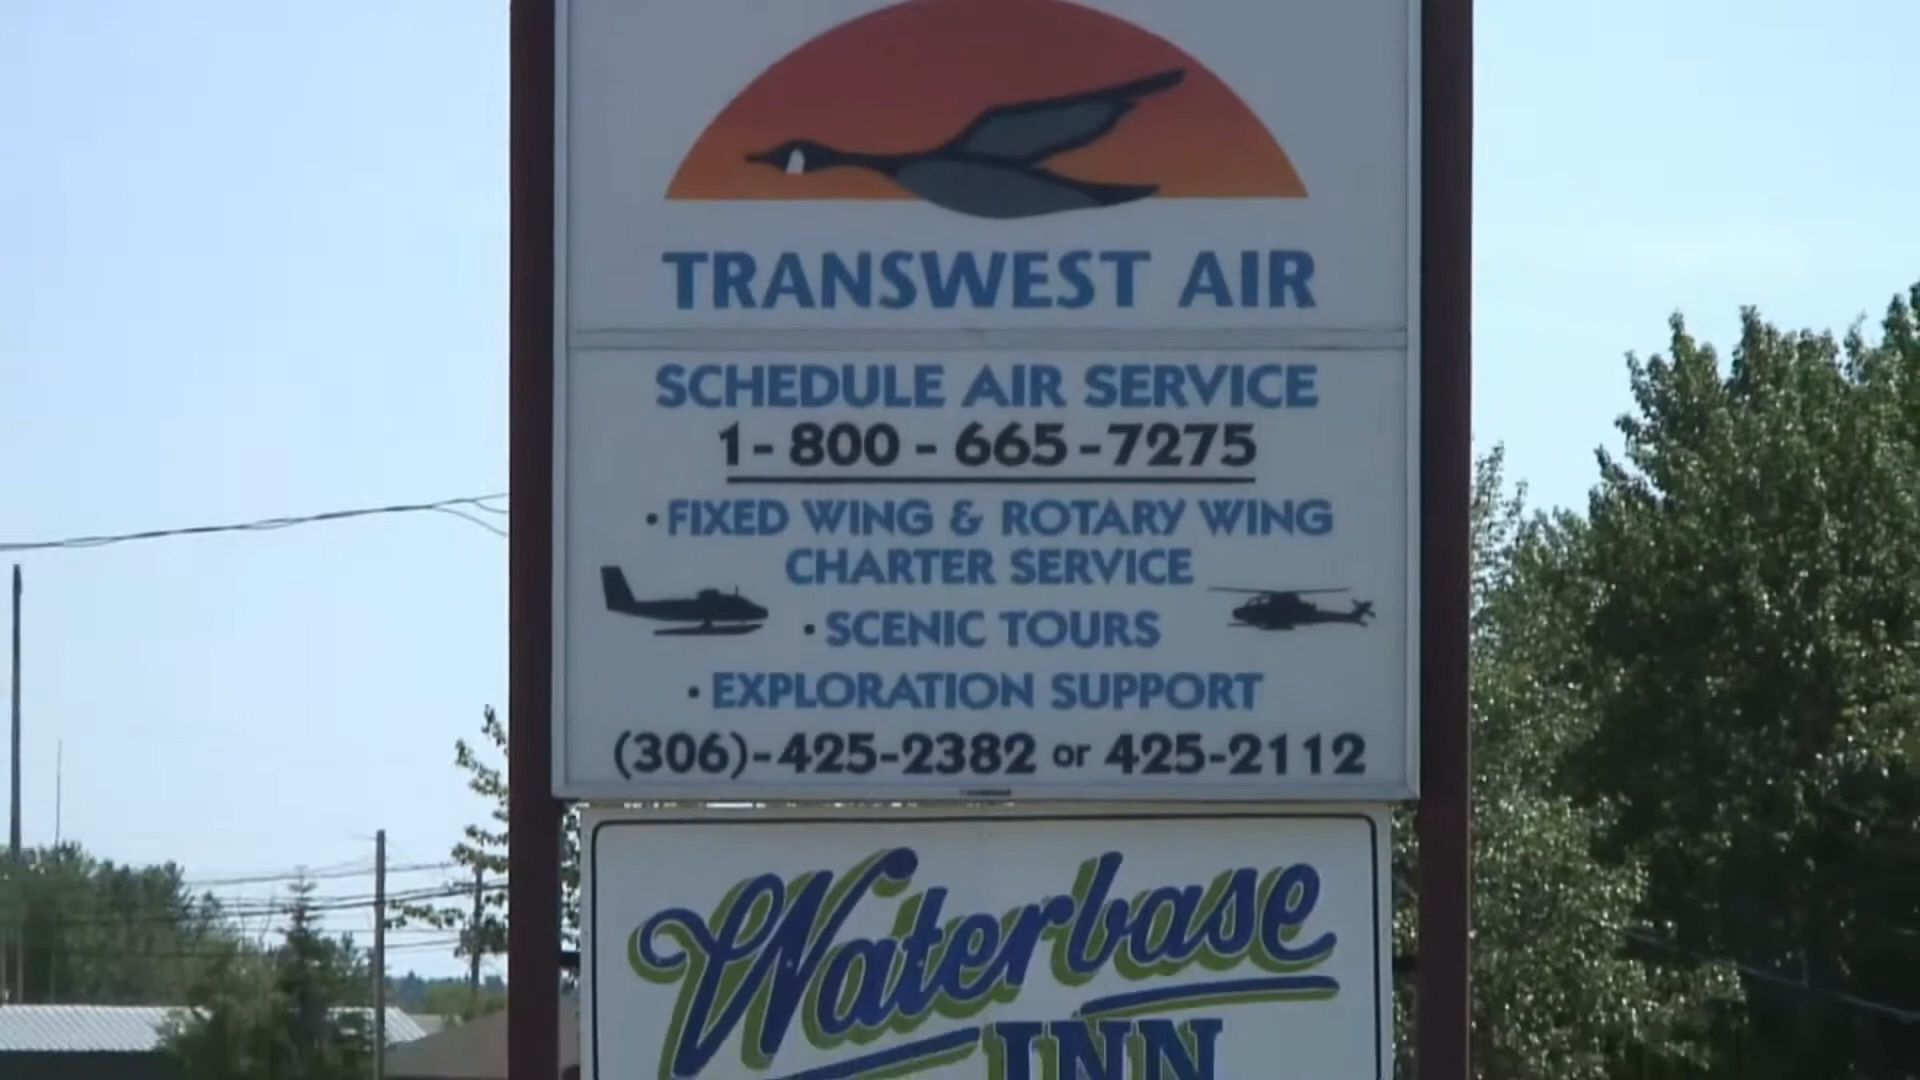 TRANSWEST AIR
SCHEDULE AIR SERVICE
1-800-665-7275
• FIXED WING & ROTARY WING
CHARTER SERVICE
• SCENIC TOURS
• EXPLORATION SUPPORT
(306)-425-2382 or 425-2112
Waterbase
INN